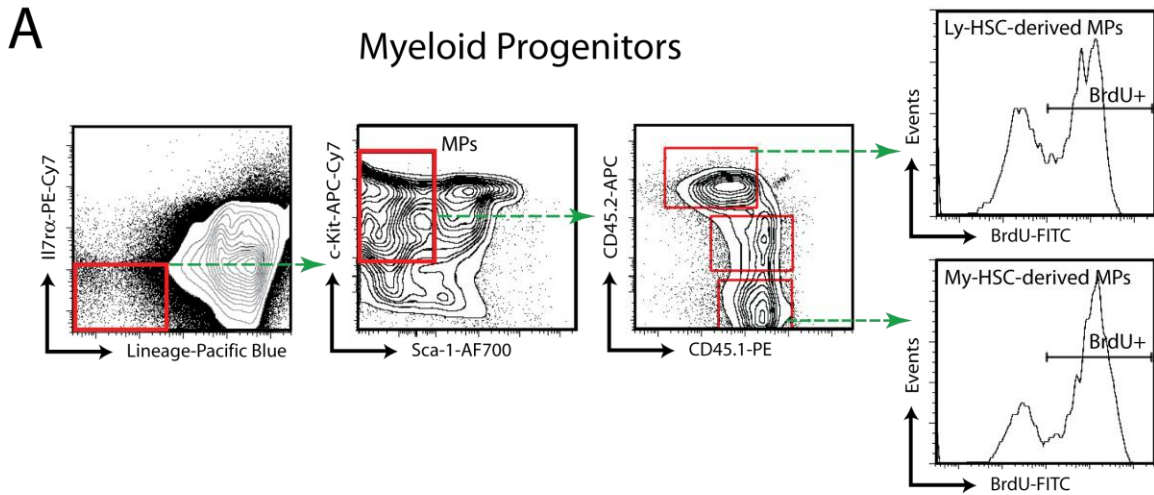 A
Myeloid Progenitors
Il7rα-PE-Cy7
Lineage-Pacific Blue
MPs
c-Kit-APC-Cy7
Sca-1-AF700
CD45.2-APC
CD45.1-PE
Ly-HSC-derived MPs
BrdU+
Events
BrdU-FITC
My-HSC-derived MPs
BrdU+
Events
BrdU-FITC